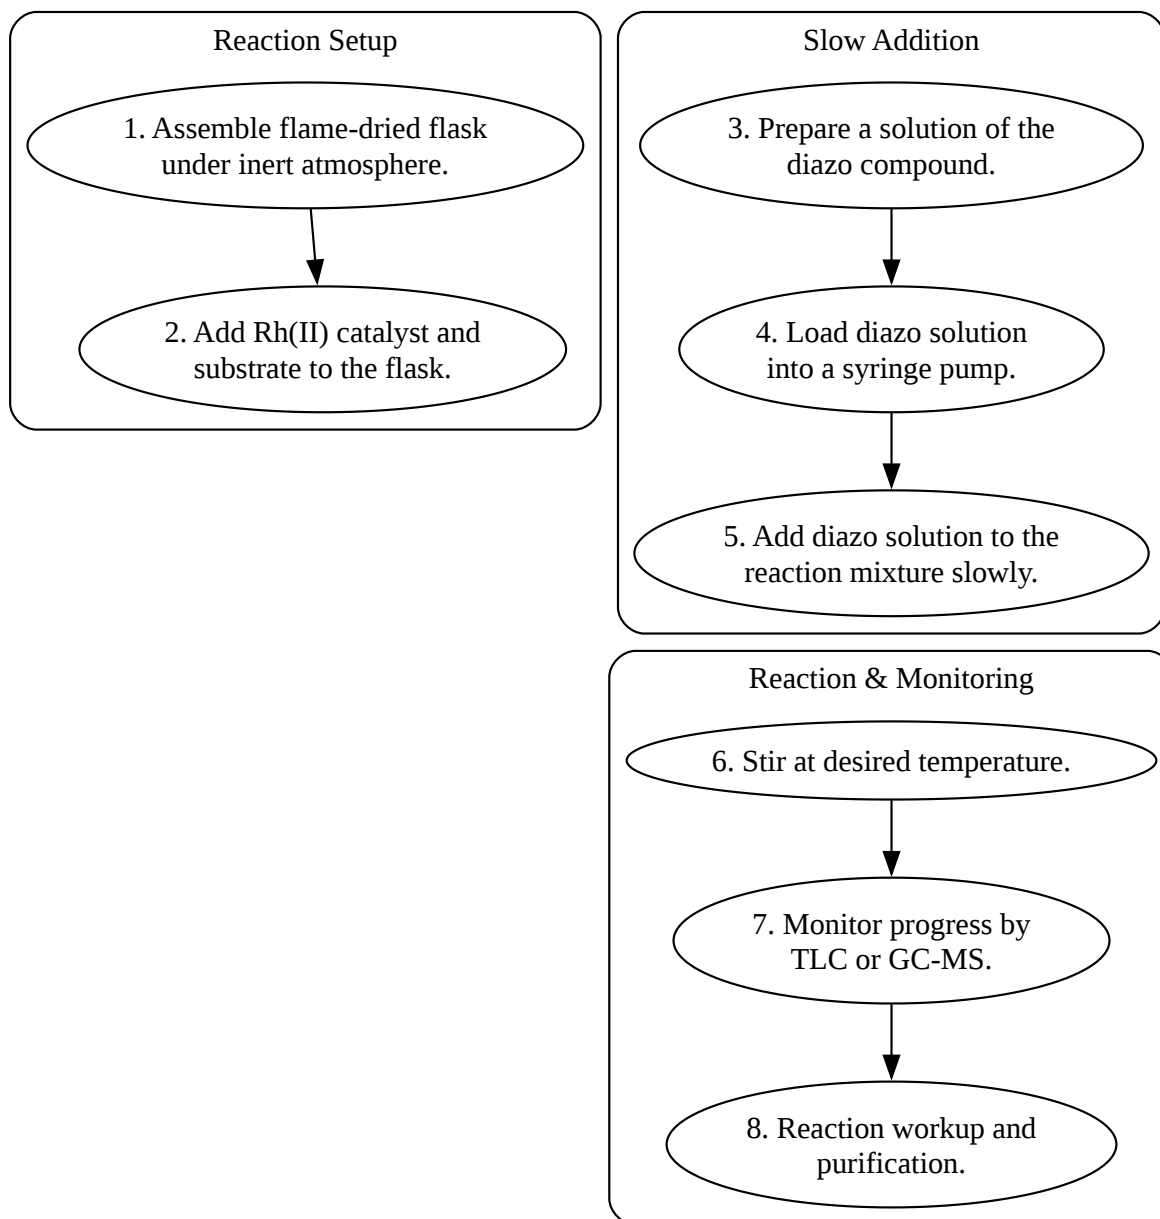 Reaction Setup
1. Assemble flame-dried flask
under inert atmosphere.
2. Add Rh(II) catalyst and
substrate to the flask.
Slow Addition
3. Prepare a solution of the
diazo compound.
4. Load diazo solution
into a syringe pump.
5. Add diazo solution to the
reaction mixture slowly.
Reaction & Monitoring
6. Stir at desired temperature.
7. Monitor progress by
TLC or GC-MS.
8. Reaction workup and
purification.